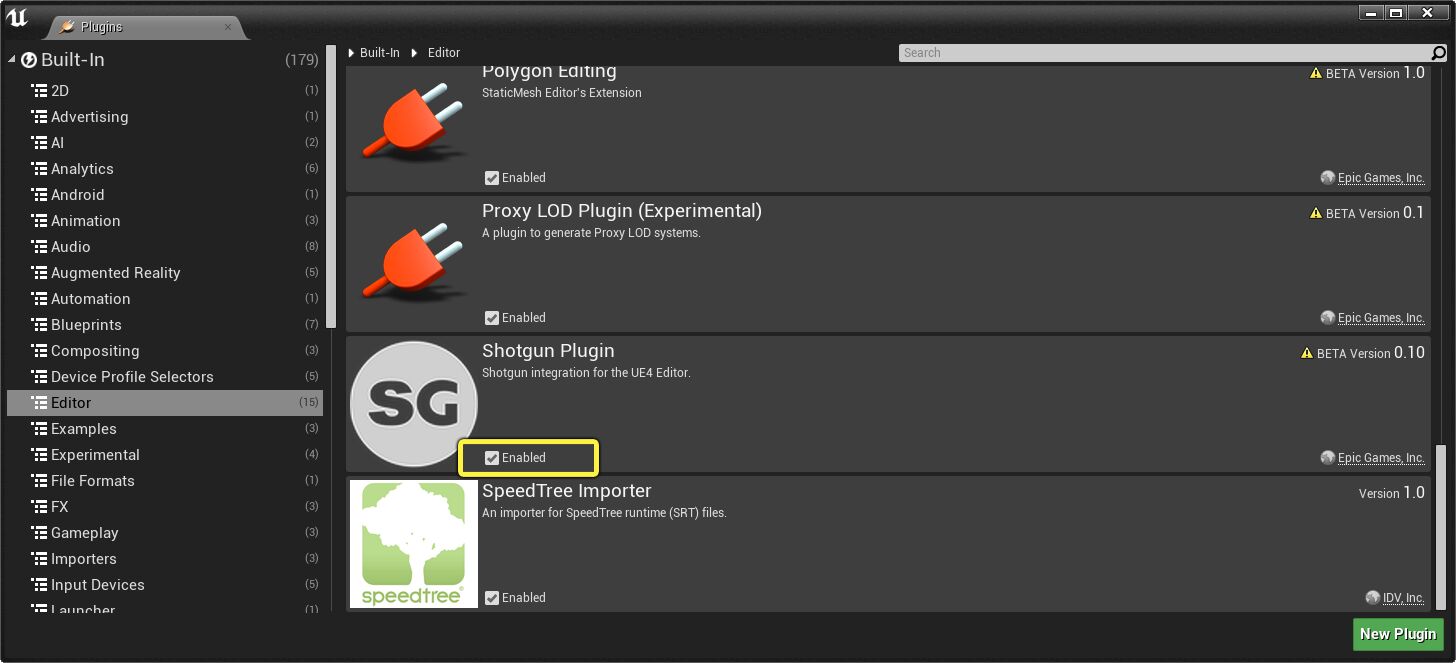 Plugins
Built-In (179)
2D (1)
Advertising (1)
AI (2)
Analytics (6)
Android (1)
Animation (3)
Audio (8)
Augmented Reality (5)
Automation (1)
Blueprints (7)
Compositing (3)
Device Profile Selectors (5)
Editor (15)
Examples (3)
Experimental (4)
File Formats (1)
FX (3)
Gameplay (3)
Importers (3)
Input Devices (5)
Launcher (1)
Built-In Editor
Search
Polygon Editing
BETA Version 1.0
StaticMesh Editor's Extension
Enabled
Epic Games, Inc.
Proxy LOD Plugin (Experimental)
BETA Version 0.1
A plugin to generate Proxy LOD systems.
Enabled
Epic Games, Inc.
SG
Shotgun Plugin
BETA Version 0.10
Shotgun integration for the UE4 Editor.
Enabled
Epic Games, Inc.
speedtree
SpeedTree Importer
Version 1.0
An importer for SpeedTree runtime (SRT) files.
Enabled
IDV, Inc.
New Plugin